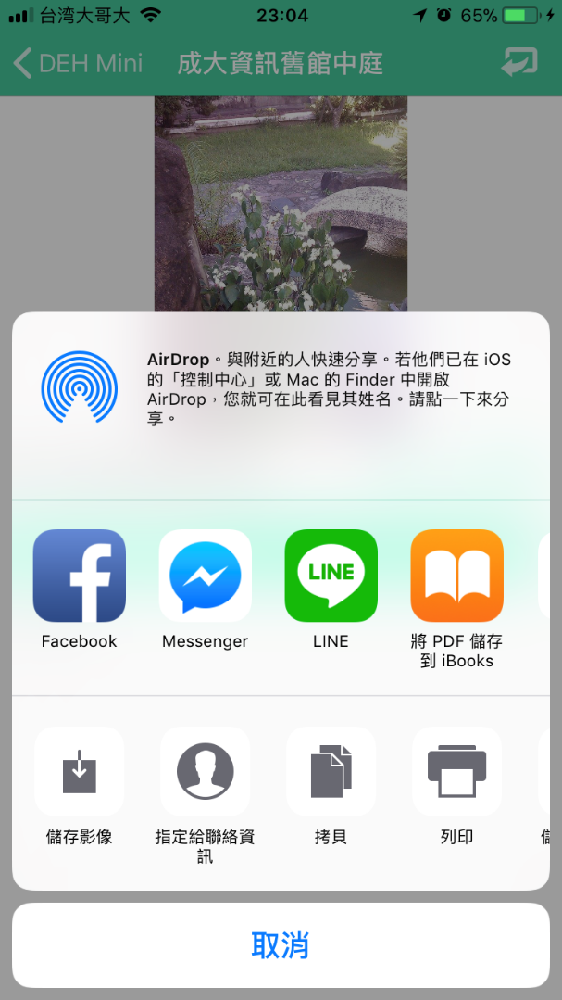 台湾大哥大 23:04 65%
DEH Mini 成大資訊舊館中庭
AirDrop。與附近的人快速分享。若他們已在 iOS
的「控制中心」或 Mac 的 Finder 中開啟
AirDrop，您就可在此看見其姓名。請點一下來分
享。
LINE
Facebook Messenger LINE 將 PDF 儲存
到 iBooks
儲存影像 指定給聯絡資 拷貝 列印
訊
取消